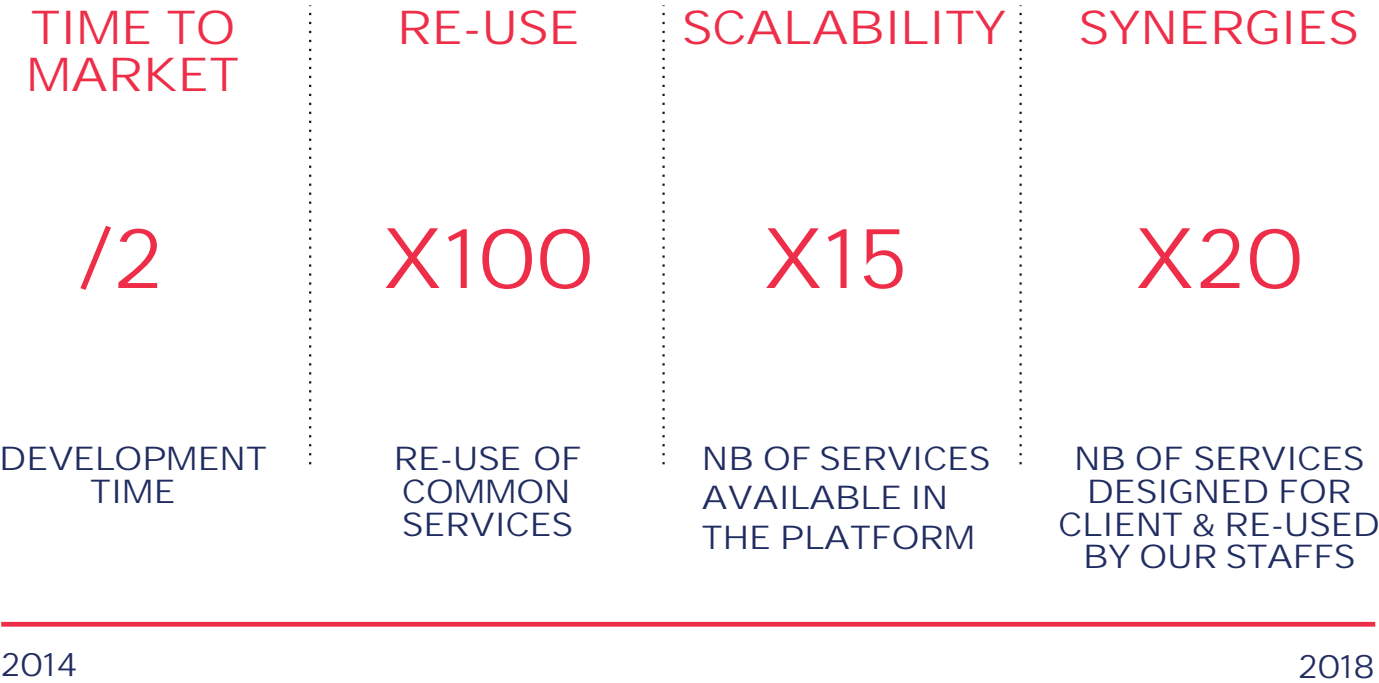 TIME TO
MARKET
/2
DEVELOPMENT
TIME
RE-USE
X100
RE-USE OF
COMMON
SERVICES
SCALABILITY
X15
NB OF SERVICES
AVAILABLE IN
THE PLATFORM
SYNERGIES
X20
NB OF SERVICES
DESIGNED FOR
CLIENT & RE-USED
BY OUR STAFFS
2014
2018